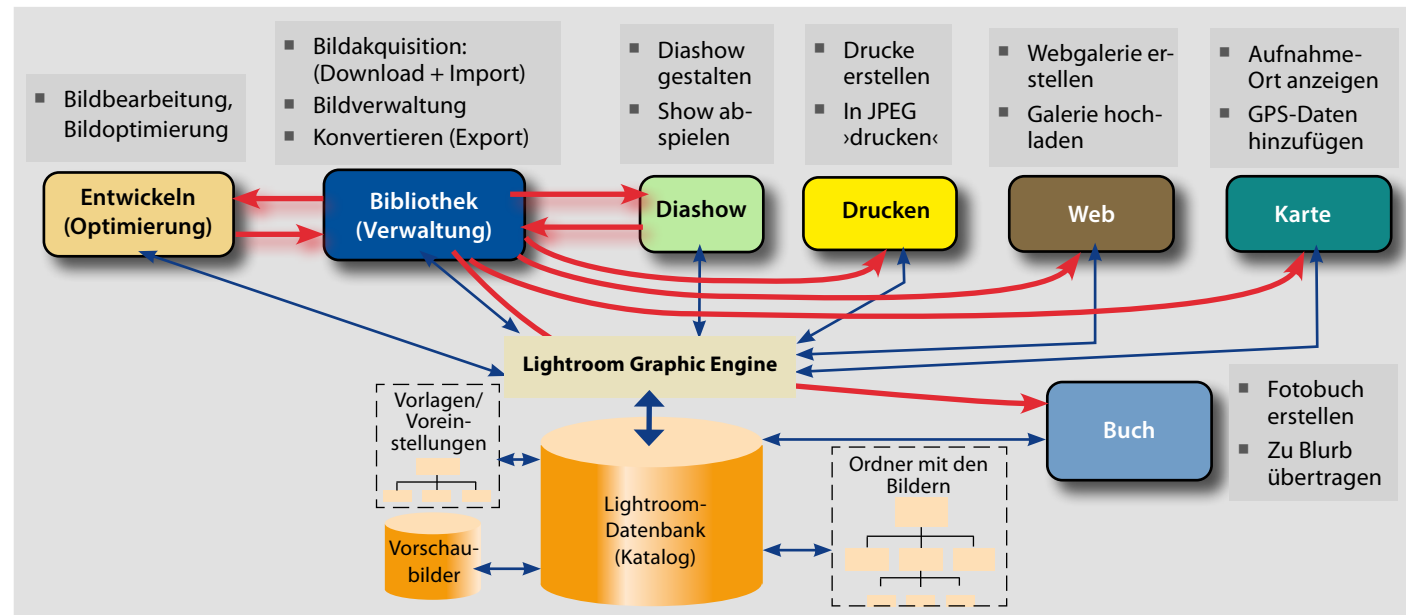 Bildbearbeitung,
Bildoptimierung
Bildakquisition:
(Download + Import)
Bildverwaltung
Konvertieren (Export)
Diashow
gestalten
Show ab-
spielen
Drucke
erstellen
In JPEG
›drucken‹
Webgalerie er-
stellen
Galerie hoch-
laden
Aufnahme-
Ort anzeigen
GPS-Daten
hinzufügen
Entwickeln
(Optimierung)
Bibliothek
(Verwaltung)
Diashow
Drucken
Web
Karte
Lightroom Graphic Engine
Vorlagen/
Vorein-
stellungen
Vorschau-
bilder
Lightroom-
Datenbank
(Katalog)
Ordner mit den
Bildern
Buch
Fotobuch
erstellen
Zu Blurb
übertragen